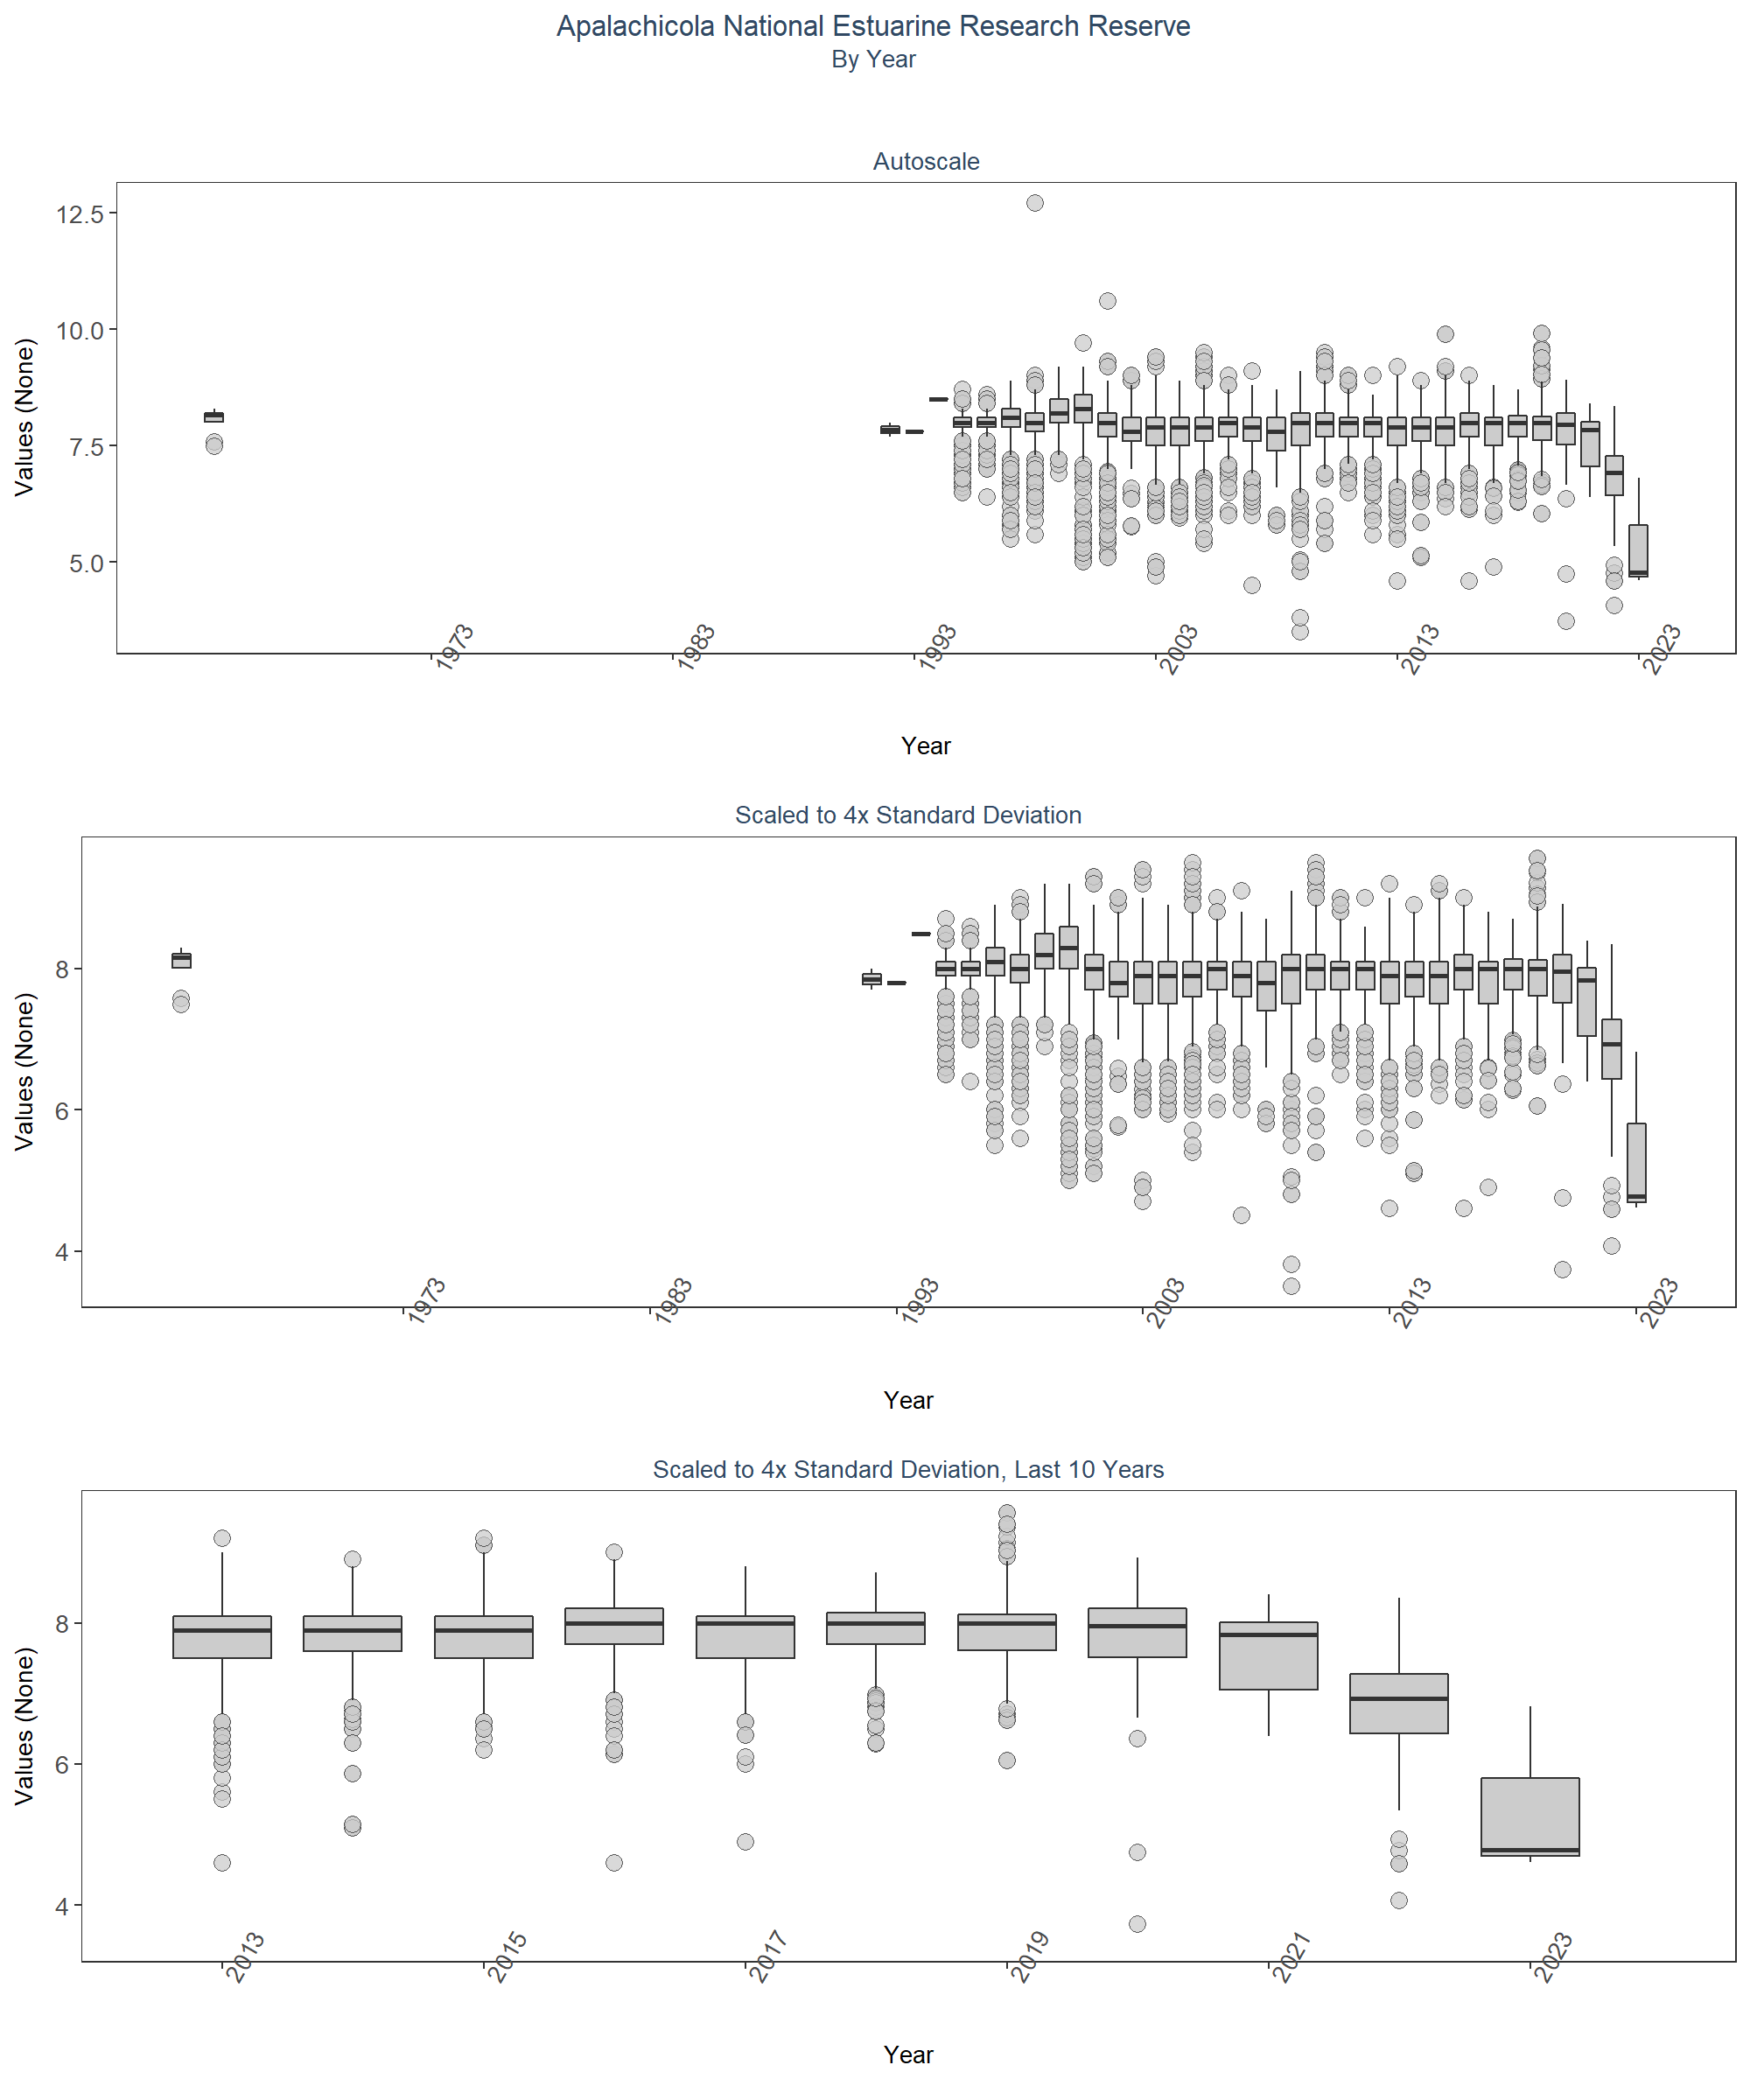 Apalachicola National Estuarine Research Reserve
By Year
Autoscale
Values (None)
12.5
10.0
7.5
5.0
1973
1983
1993
2003
2013
2023
Year
Scaled to 4x Standard Deviation
Values (None)
8
6
4
1973
1983
1993
2003
2013
2023
Year
Scaled to 4x Standard Deviation, Last 10 Years
Values (None)
8
6
4
2013
2015
2017
2019
2021
2023
Year